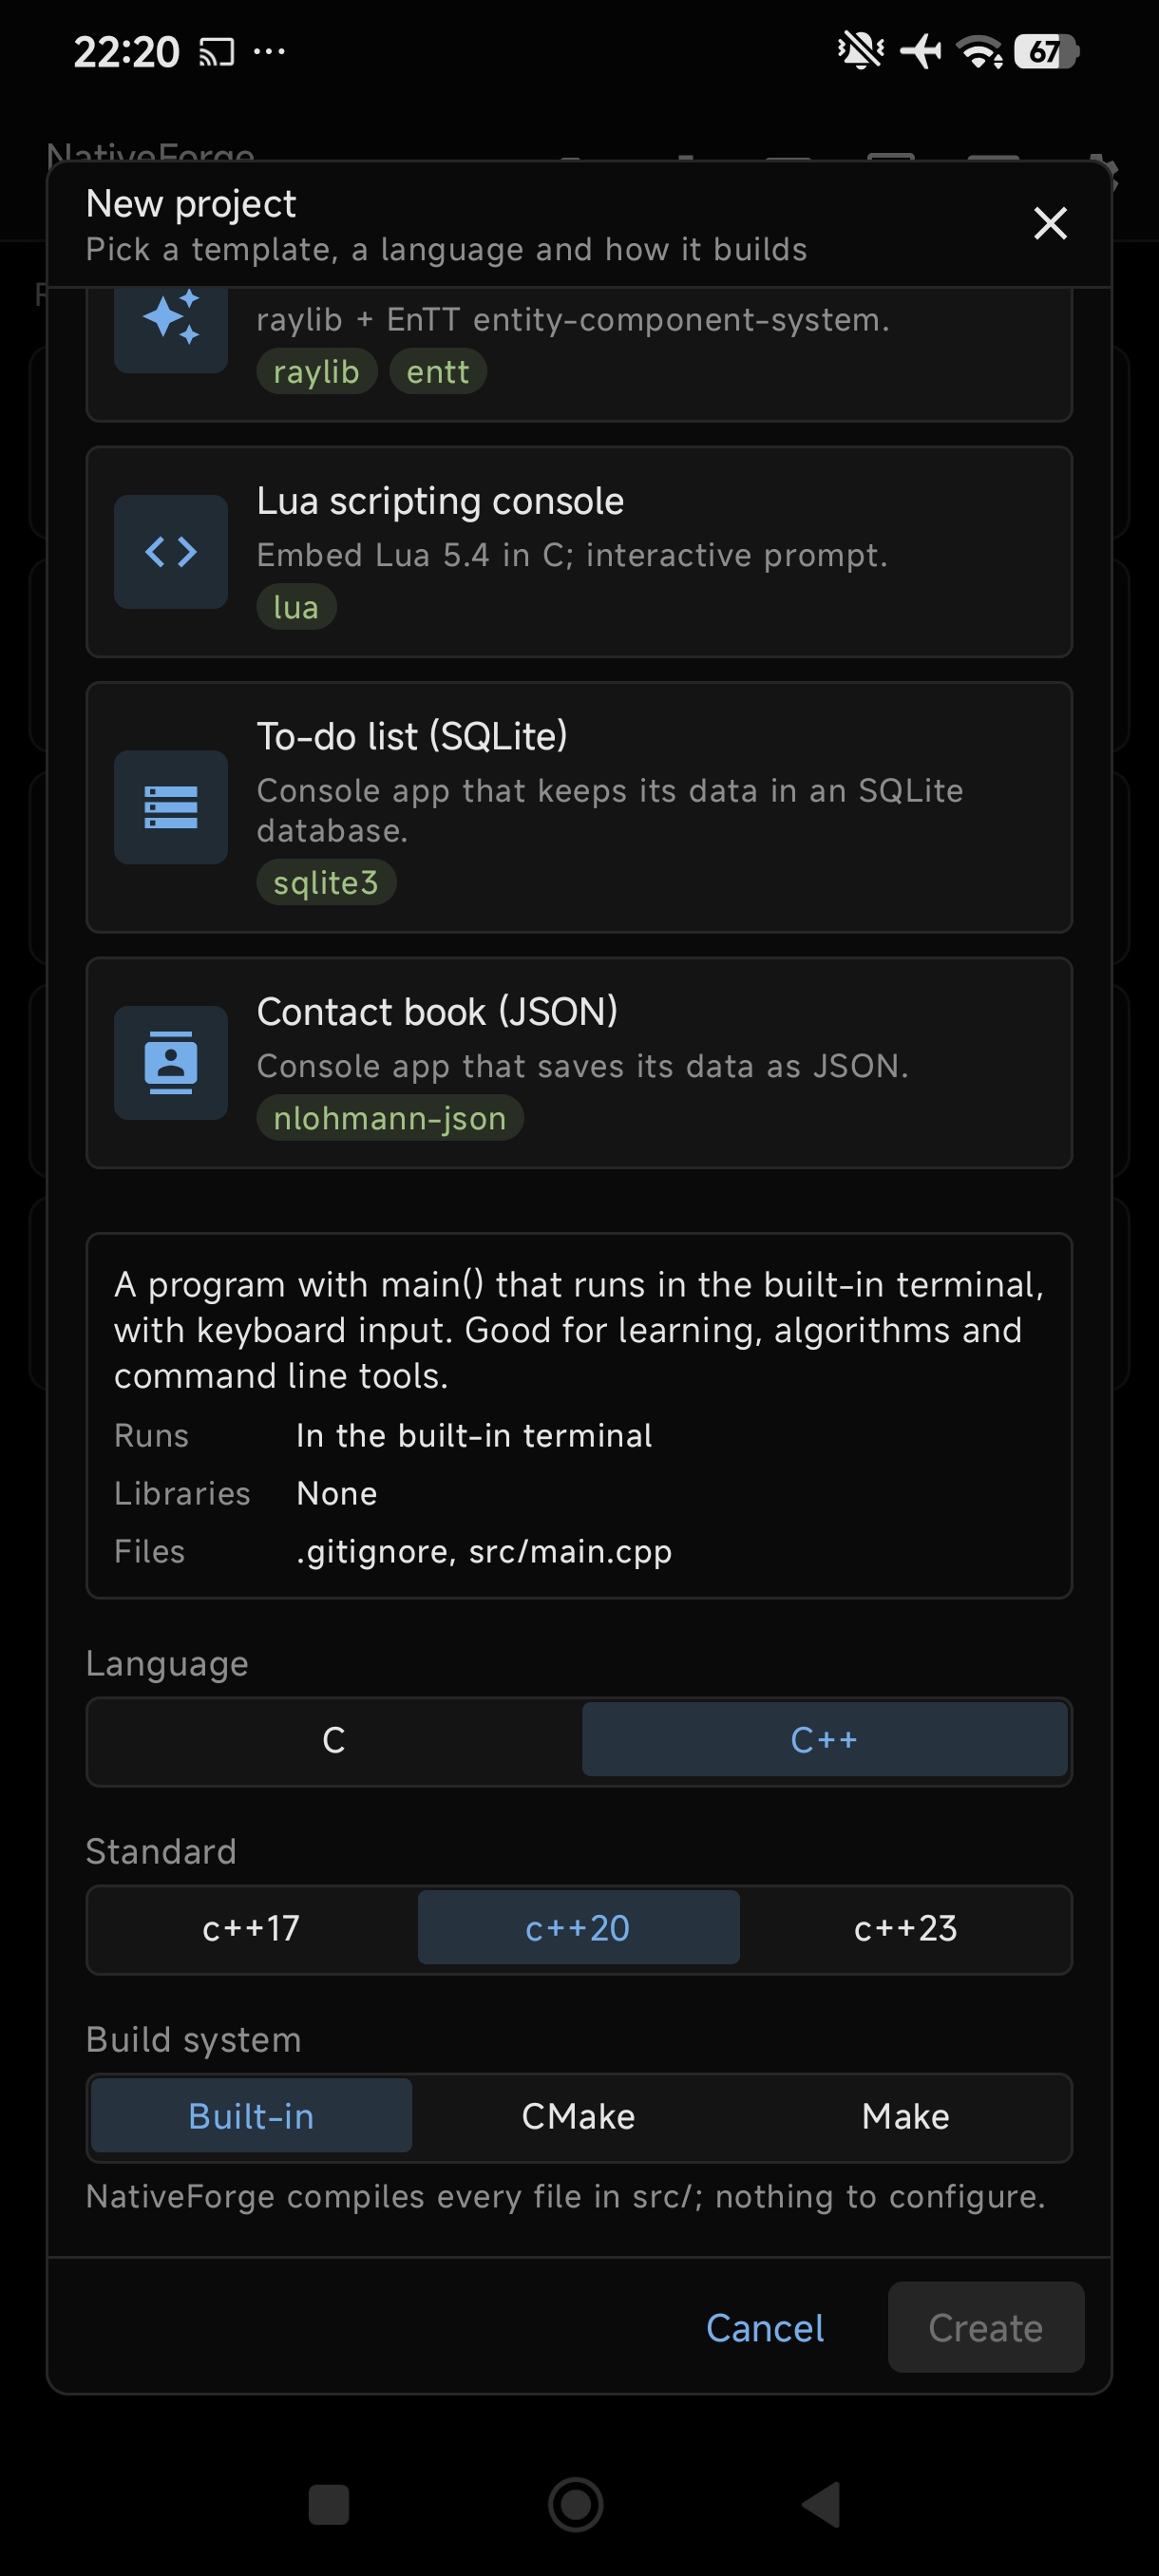 22:20
67
NativeForge
New project
Pick a template, a language and how it builds
raylib + EnTT entity-component-system.
raylib entt
Lua scripting console
Embed Lua 5.4 in C; interactive prompt.
lua
To-do list (SQLite)
Console app that keeps its data in an SQLite
database.
sqlite3
Contact book (JSON)
Console app that saves its data as JSON.
nlohmann-json
A program with main() that runs in the built-in terminal,
with keyboard input. Good for learning, algorithms and
command line tools.
Runs In the built-in terminal
Libraries None
Files .gitignore, src/main.cpp
Language
C C++
Standard
c++17 c++20 c++23
Build system
Built-in CMake Make
NativeForge compiles every file in src/; nothing to configure.
Cancel Create